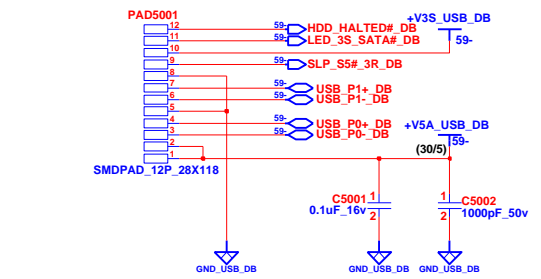 PAD5001
+V3S_USB_DB
12 59- HDD_HALTED#_DB
11 59- LED_3S_SATA#_DB
59-
10
9 59- SLP_S5#_3R_DB
8
7 59- USB_P1+_DB
6 59- USB_P1-_DB
5
4 59- USB_P0+_DB
3 59- USB_P0-_DB
+V5A_USB_DB
59-
2
(30/5)
1
SMDPAD_12P_28X118
C5001 1
0.1uF_16v
2
1 C5002
1000pF_50v
2
GND_USB_DB
GND_USB_DB
GND_USB_DB